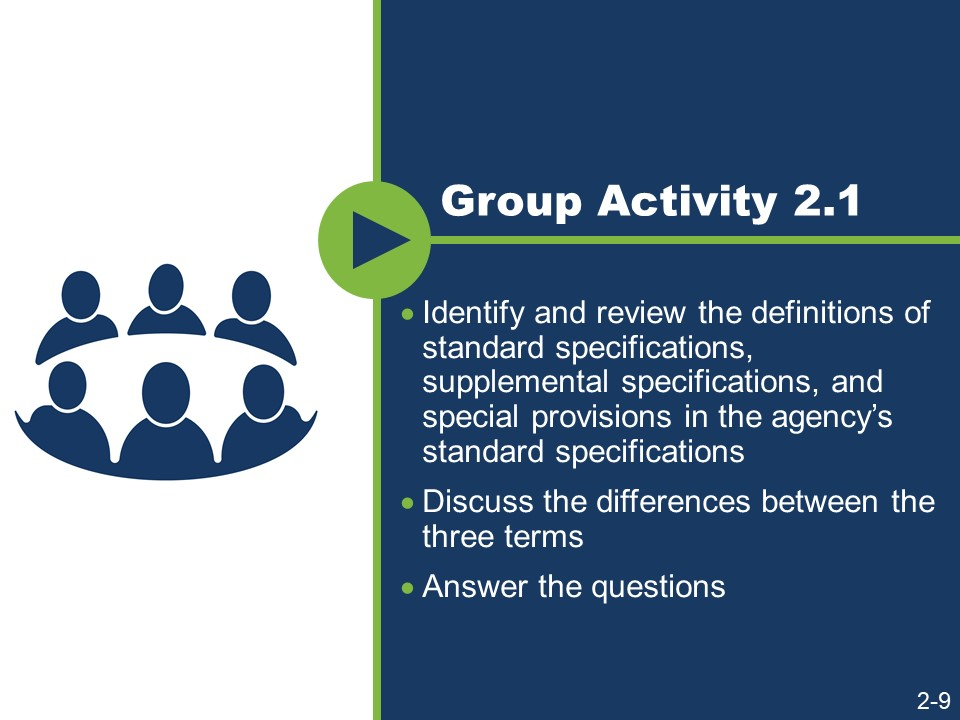 Group Activity 2.1
• Identify and review the definitions of
standard specifications,
supplemental specifications, and
special provisions in the agency’s
standard specifications
• Discuss the differences between the
three terms
• Answer the questions
2-9